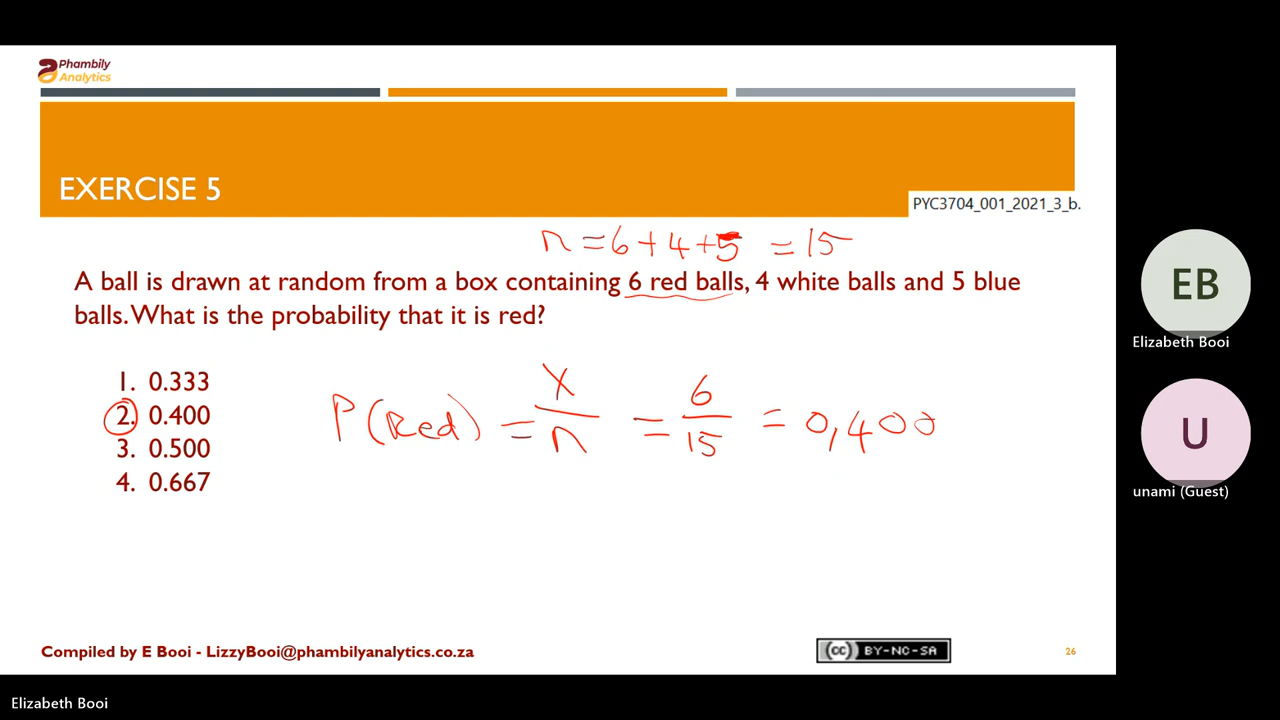 Phambily
Analytics
EXERCISE 5
PYC3704_001_2021_3_b.
n = 6 + 4 + 5 = 15
A ball is drawn at random from a box containing 6 red balls, 4 white balls and 5 blue
balls. What is the probability that it is red?
1. 0.333
2. 0.400
3. 0.500
4. 0.667
P(Red) = X/n = 6/15 = 0,400
EB
Elizabeth Booi
U
unami (Guest)
Compiled by E Booi - LizzyBooi@phambilyanalytics.co.za
(cc) BY-NC-SA
26
Elizabeth Booi